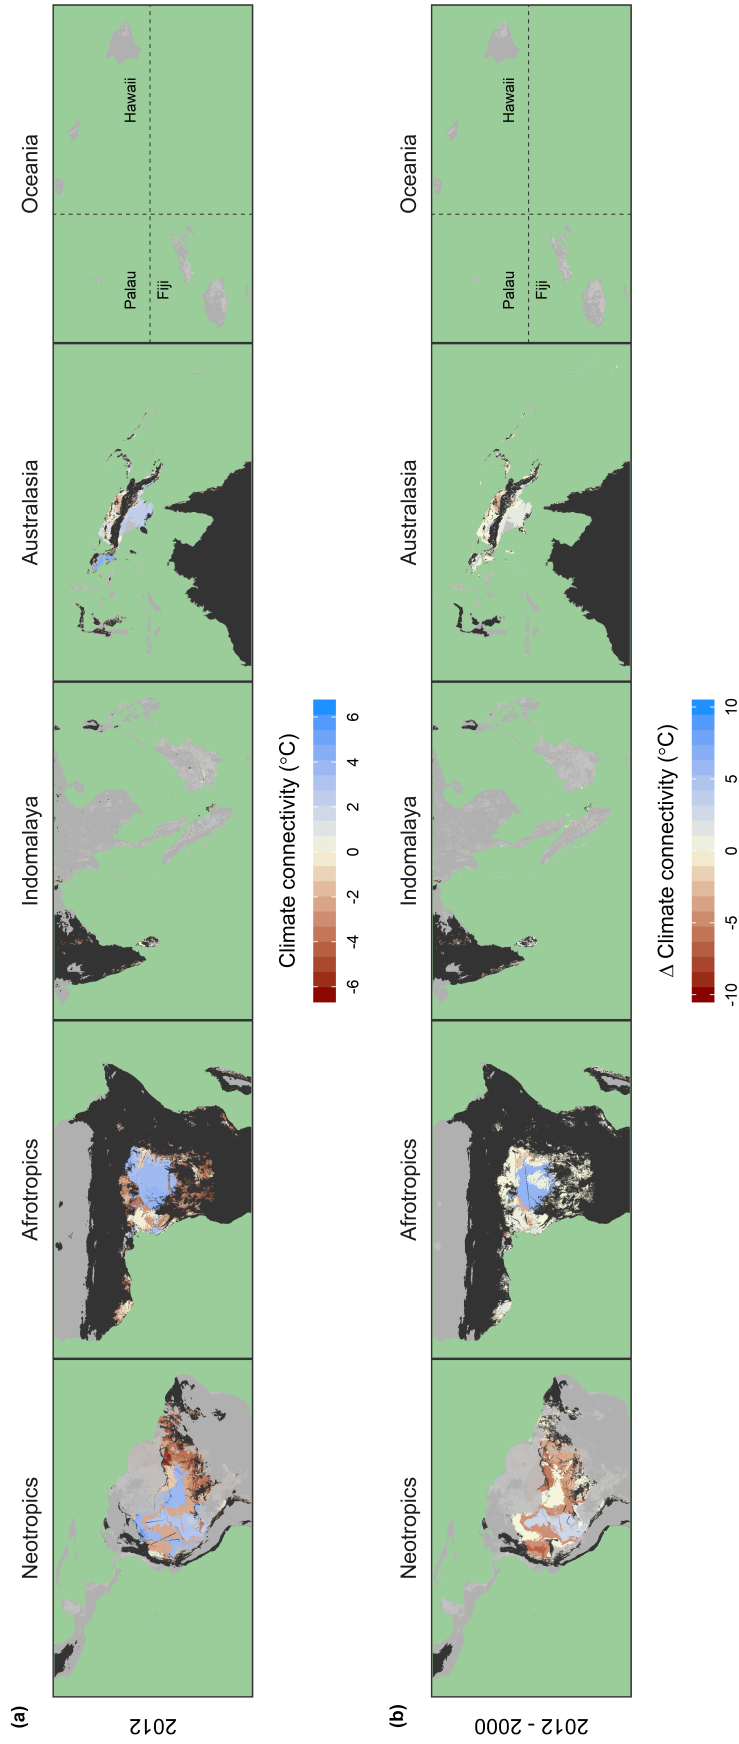 (a)
Neotropics
Afrotropics
Indomalaya
Australasia
Oceania
2012
Palau
Fiji
Hawaii
Climate connectivity (°C)
-6 -4 -2 0 2 4 6
(b)
Neotropics
Afrotropics
Indomalaya
Australasia
Oceania
2012 - 2000
Palau
Fiji
Hawaii
Δ Climate connectivity (°C)
-10 -5 0 5 10